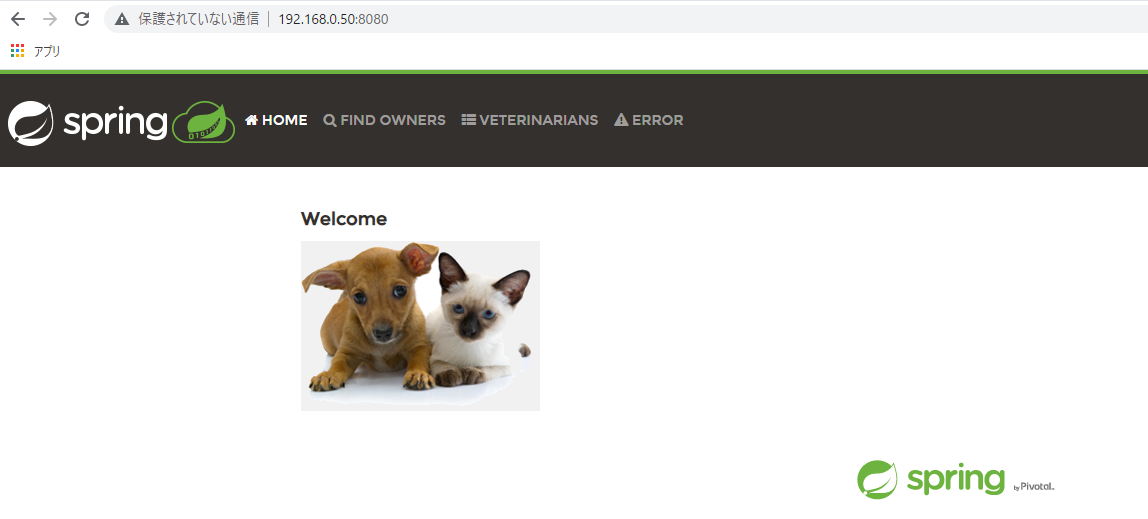 保護されていない通信 | 192.168.0.50:8080
アプリ
spring HOME FIND OWNERS VETERINARIANS ERROR
Welcome
spring by Pivotal.